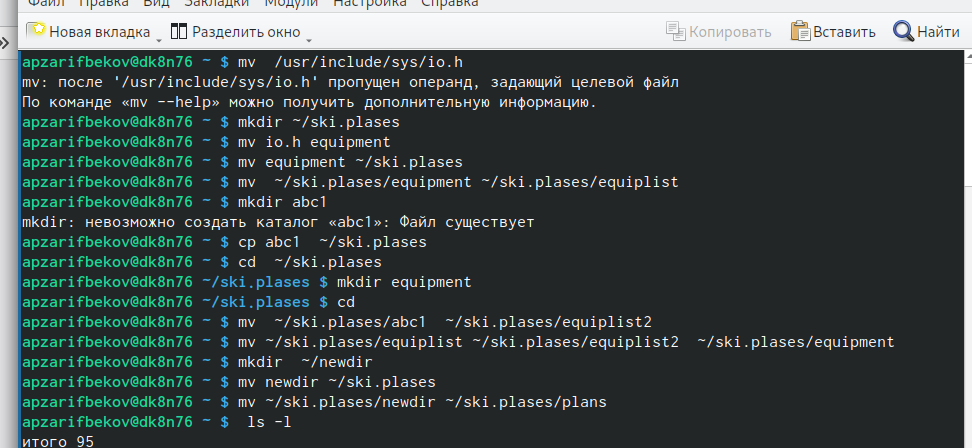 Файл Правка Вид Закладки Модули Настройка Справка
Новая вкладка Разделить окно Копировать Вставить Найти
apzarifbekov@dk8n76 ~ $ mv  /usr/include/sys/io.h
mv: после '/usr/include/sys/io.h' пропущен операнд, задающий целевой файл
По команде «mv --help» можно получить дополнительную информацию.
apzarifbekov@dk8n76 ~ $ mkdir ~/ski.plases
apzarifbekov@dk8n76 ~ $ mv io.h equipment
apzarifbekov@dk8n76 ~ $ mv equipment ~/ski.plases
apzarifbekov@dk8n76 ~ $ mv  ~/ski.plases/equipment ~/ski.plases/equiplist
apzarifbekov@dk8n76 ~ $ mkdir abc1
mkdir: невозможно создать каталог «abc1»: Файл существует
apzarifbekov@dk8n76 ~ $ cp abc1  ~/ski.plases
apzarifbekov@dk8n76 ~ $ cd  ~/ski.plases
apzarifbekov@dk8n76 ~/ski.plases $ mkdir equipment
apzarifbekov@dk8n76 ~/ski.plases $ cd
apzarifbekov@dk8n76 ~ $ mv  ~/ski.plases/abc1  ~/ski.plases/equiplist2
apzarifbekov@dk8n76 ~ $ mv ~/ski.plases/equiplist ~/ski.plases/equiplist2  ~/ski.plases/equipment
apzarifbekov@dk8n76 ~ $ mkdir  ~/newdir
apzarifbekov@dk8n76 ~ $ mv newdir ~/ski.plases
apzarifbekov@dk8n76 ~ $ mv ~/ski.plases/newdir ~/ski.plases/plans
apzarifbekov@dk8n76 ~ $  ls -l
итого 95